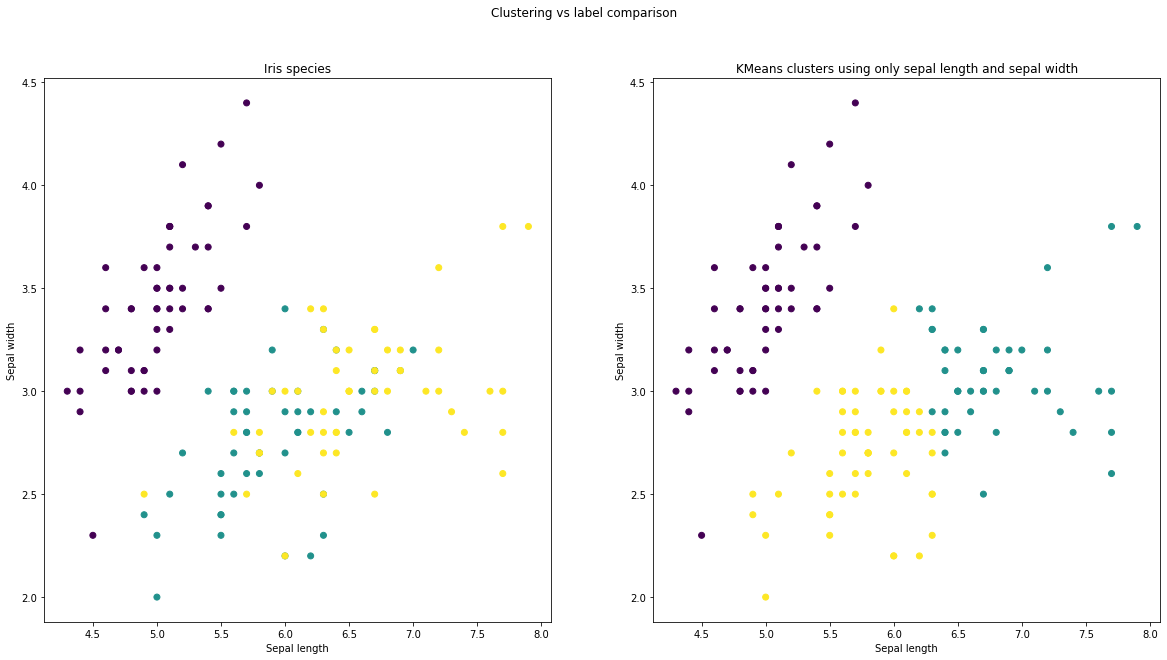 Clustering vs label comparison
Iris species
4.5
4.0
3.5
3.0
2.5
2.0
Sepal width
4.5 5.0 5.5 6.0 6.5 7.0 7.5 8.0
Sepal length
KMeans clusters using only sepal length and sepal width
4.5
4.0
3.5
3.0
2.5
2.0
Sepal width
4.5 5.0 5.5 6.0 6.5 7.0 7.5 8.0
Sepal length